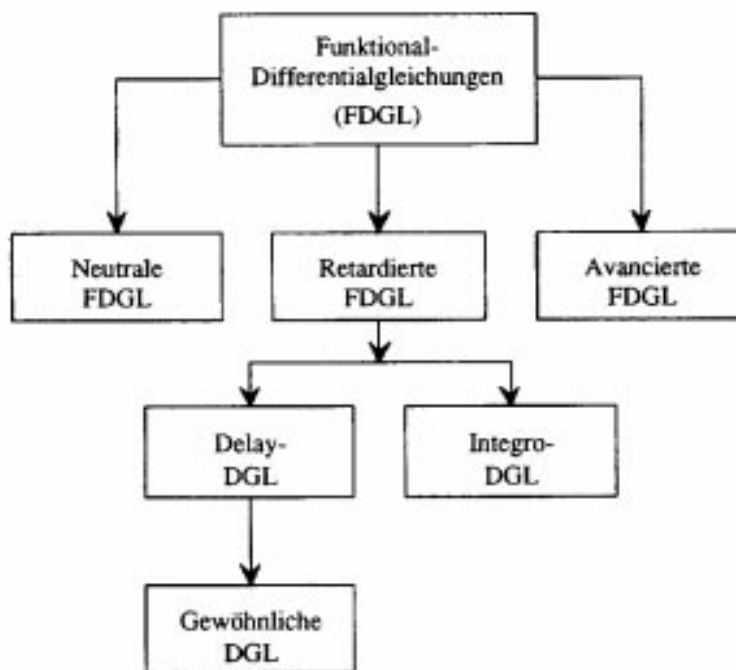 Funktional-
Differentialgleichungen
(FDGL)
Neutrale
FDGL
Retardierte
FDGL
Avancierte
FDGL
Delay-
DGL
Integro-
DGL
Gewöhnliche
DGL